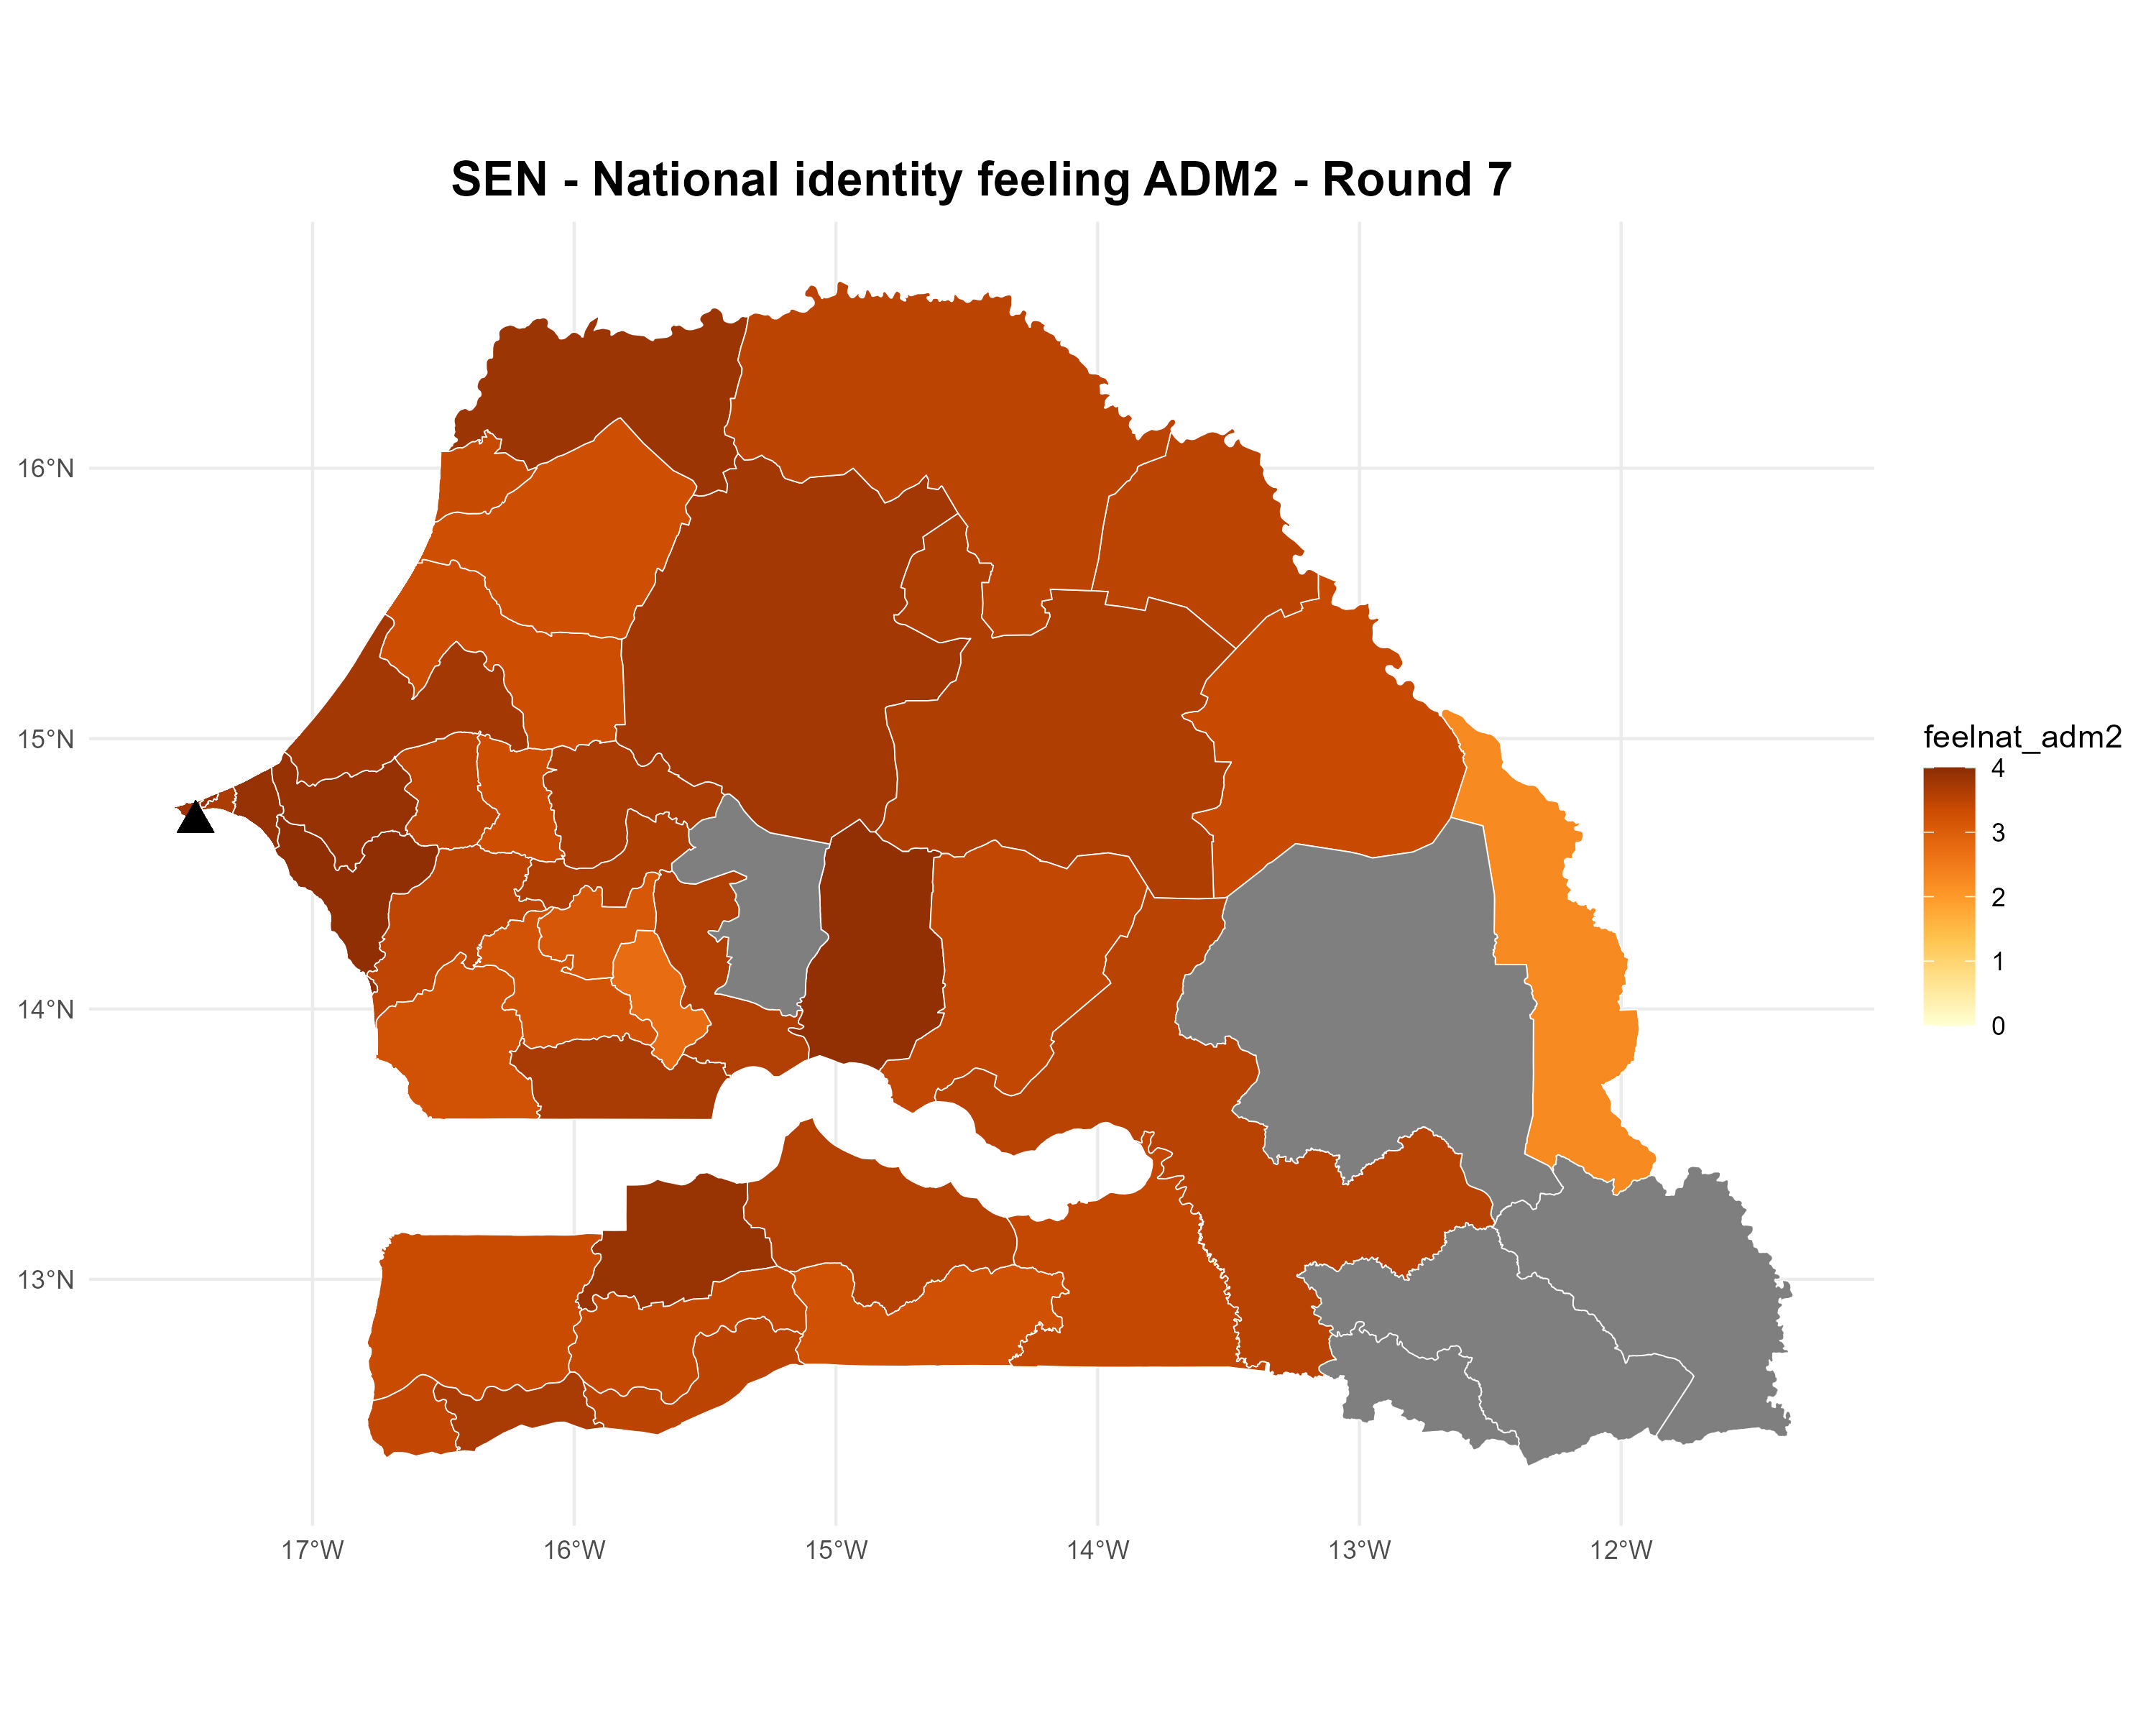 SEN - National identity feeling ADM2 - Round 7
16°N
15°N
14°N
13°N
17°W
16°W
15°W
14°W
13°W
12°W
feelnat_adm2
4
3
2
1
0